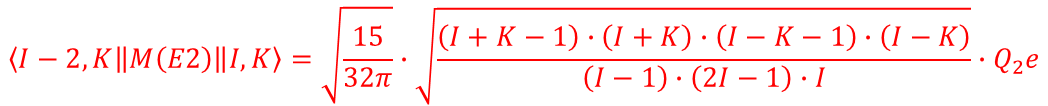 ⟨I − 2, K‖M(E2)‖I, K⟩ = √(15/32π) · √((I + K − 1) · (I + K) · (I − K − 1) · (I − K)/(I − 1) · (2I − 1) · I) · Q₂e